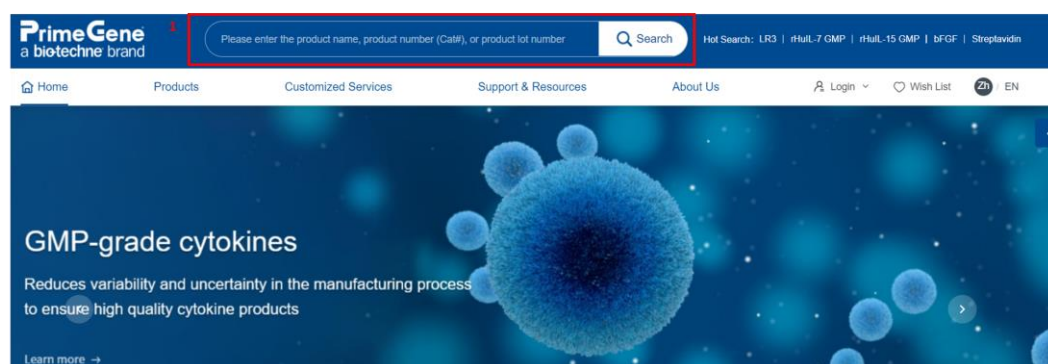 PrimeGene
a biotechne brand
1
Please enter the product name, product number (Cat#), or product lot number
Search
Hot Search: LR3 | rHuIL-7 GMP | rHuIL-15 GMP | bFGF | Streptavidin
Home Products Customized Services Support & Resources About Us Login Wish List Zh / EN
GMP-grade cytokines
Reduces variability and uncertainty in the manufacturing process
to ensure high quality cytokine products
Learn more →